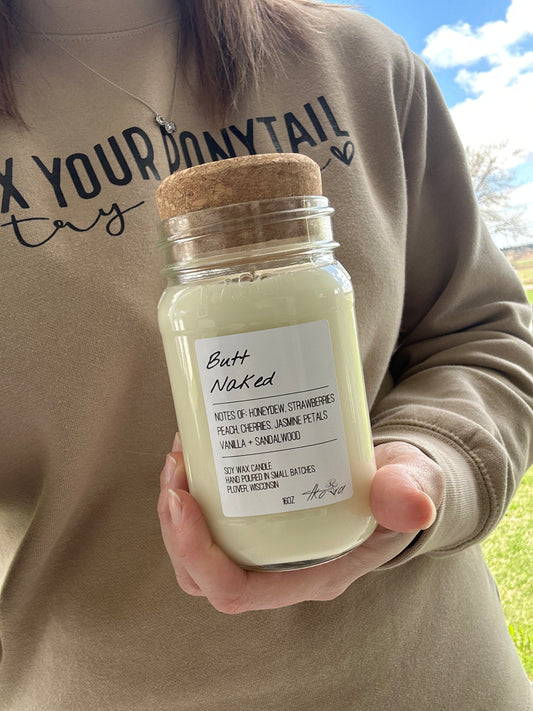 X YOUR PONYTAIL
tay
Butt
Naked
NOTES OF: HONEYDEW, STRAWBERRIES
PEACH, CHERRIES, JASMINE PETALS
VANILLA + SANDALWOOD
SOY WAX CANDLE
HAND POURED IN SMALL BATCHES
PLOVER, WISCONSIN
16OZ